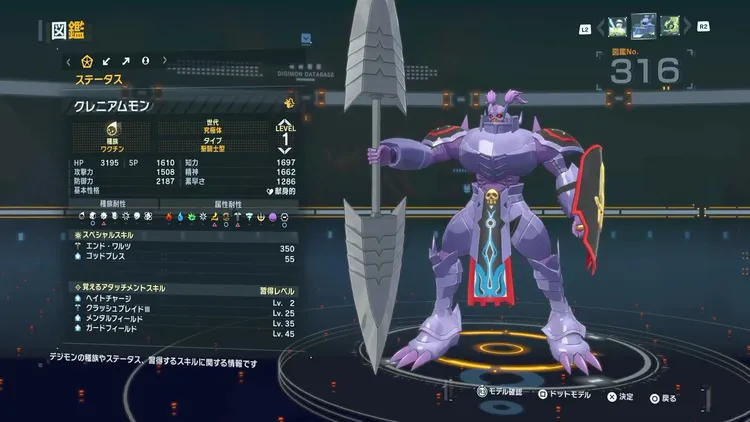 図鑑
L2
R2
図鑑No.
316
DIGIMON DATABASE
ステータス
クレニアムモン
種族
ワクチン
世代
究極体
タイプ
聖騎士型
LEVEL
1
HP 3195 SP 1610 知力 1697
攻撃力 1508 精神 1662
防御力 2187 素早さ 1286
基本性格 献身的
種族耐性 属性耐性
スペシャルスキル
エンド・ワルツ 350
ゴッドブレス 55
覚えるアタッチメントスキル 習得レベル
ヘイトチャージ Lv. 2
クラッシュブレイドIII Lv. 25
メンタルフィールド Lv. 35
ガードフィールド Lv. 45
デジモンの種族やステータス、習得するスキルに関する情報です
R3 モデル確認 ドットモデル 決定 戻る